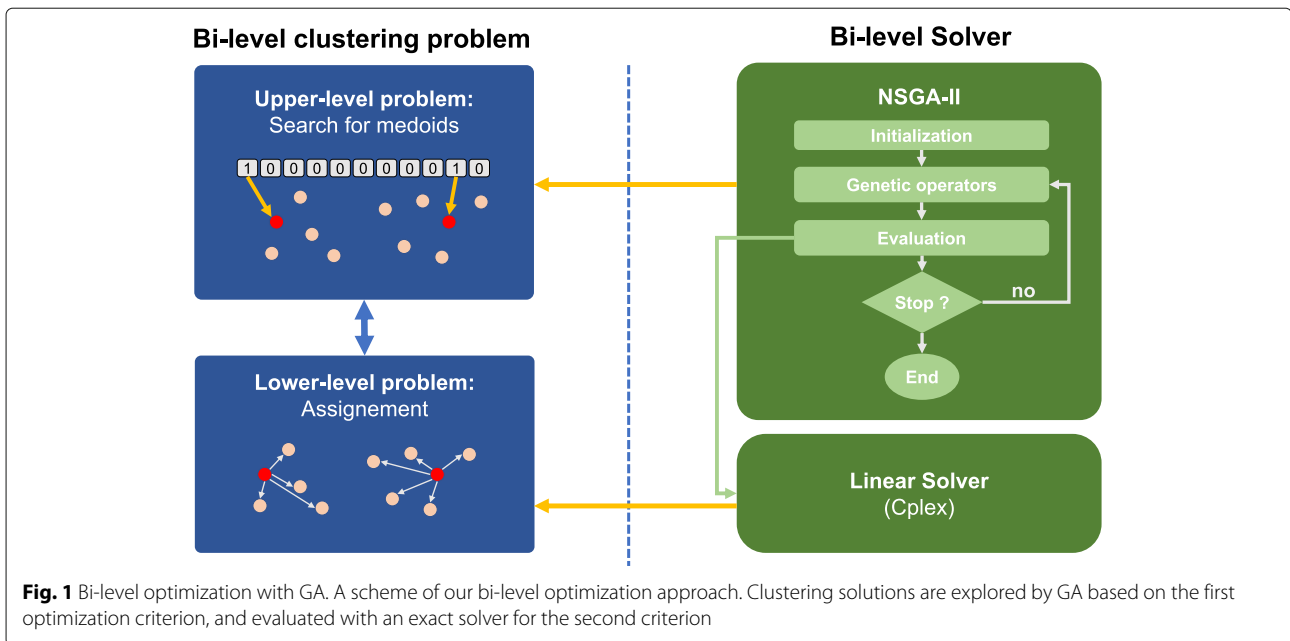 Bi-level clustering problem
Upper-level problem:
Search for medoids
1 0 0 0 0 0 0 0 0 1 0
Lower-level problem:
Assignement
Bi-level Solver
NSGA-II
Initialization
Genetic operators
Evaluation
Stop ?
no
End
Linear Solver
(Cplex)
Fig. 1 Bi-level optimization with GA. A scheme of our bi-level optimization approach. Clustering solutions are explored by GA based on the first
optimization criterion, and evaluated with an exact solver for the second criterion